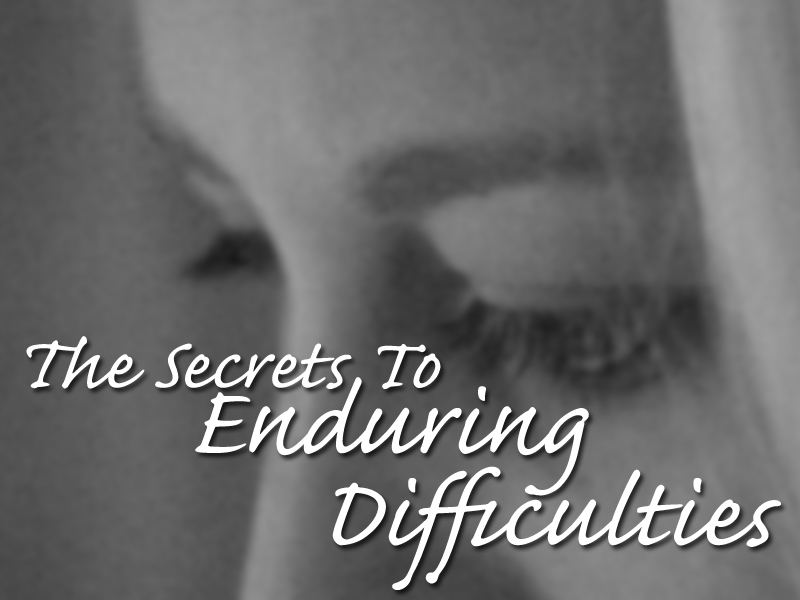 The Secrets To
Enduring
Difficulties